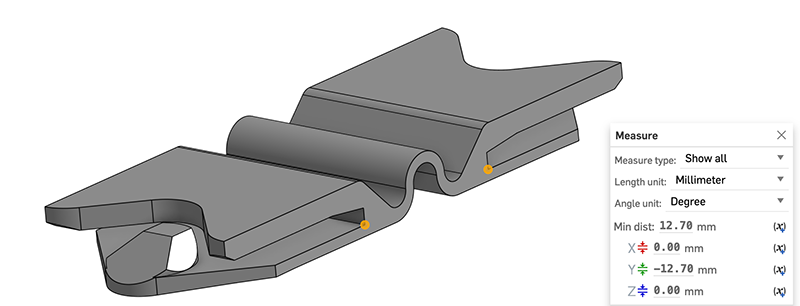 Measure
Measure type: Show all
Length unit: Millimeter
Angle unit: Degree
Min dist: 12.70 mm (x)
X 0.00 mm (x)
Y -12.70 mm (x)
Z 0.00 mm (x)